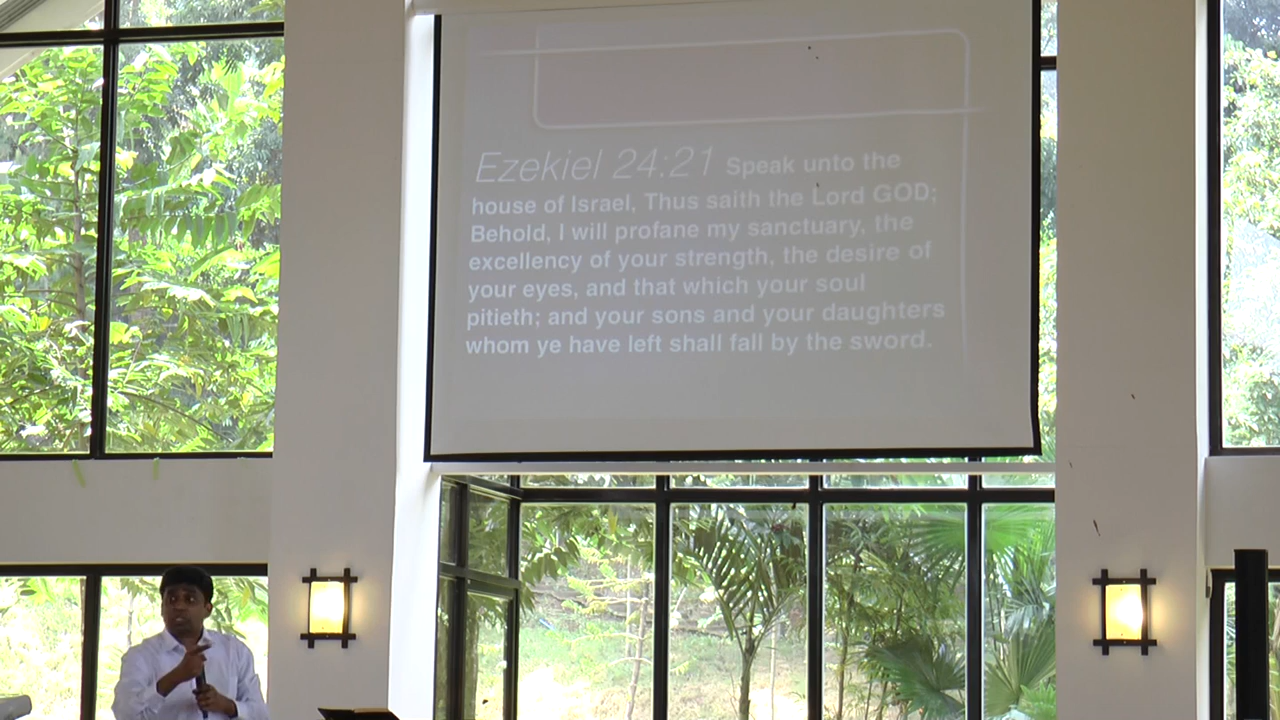 Ezekiel 24:21 Speak unto the
house of Israel, Thus saith the Lord GOD;
Behold, I will profane my sanctuary, the
excellency of your strength, the desire of
your eyes, and that which your soul
pitieth; and your sons and your daughters
whom ye have left shall fall by the sword.